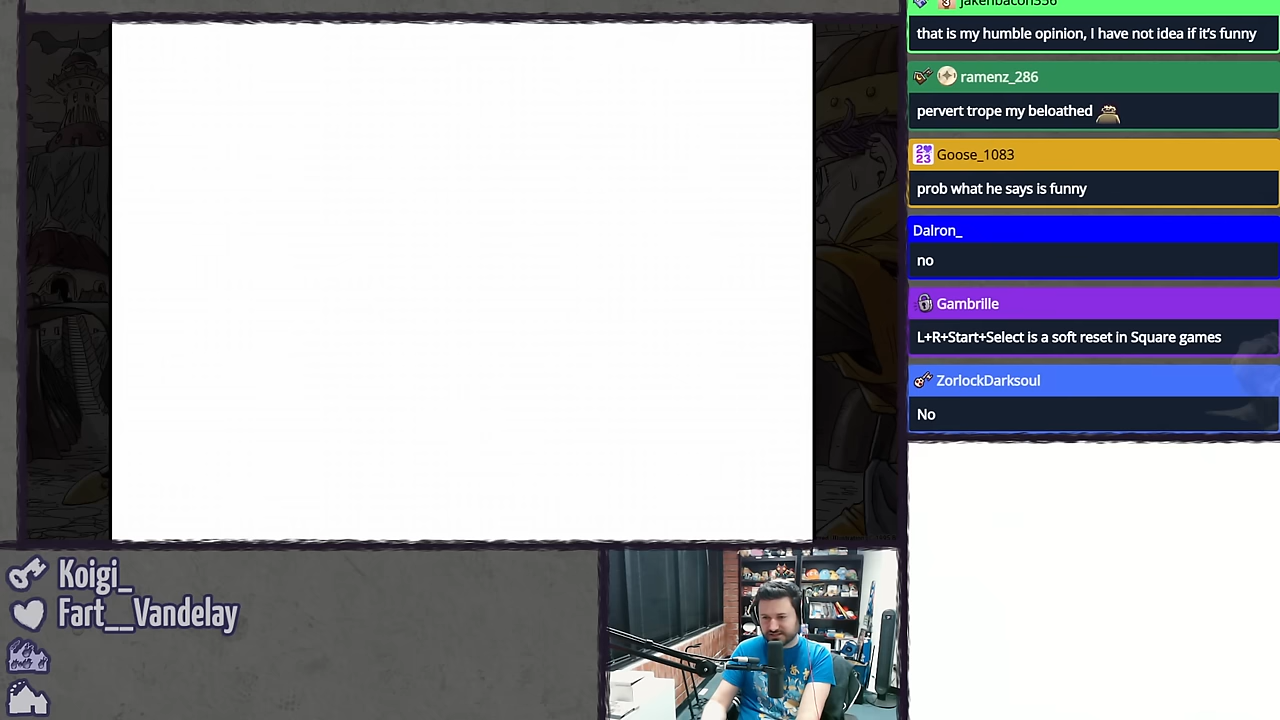 jakenbacon356
that is my humble opinion, I have not idea if it's funny
ramenz_286
pervert trope my beloathed
2023
Goose_1083
prob what he says is funny
Dalron_
no
Gambrille
L+R+Start+Select is a soft reset in Square games
ZorlockDarksoul
No
Koigi_
Fart__Vandelay